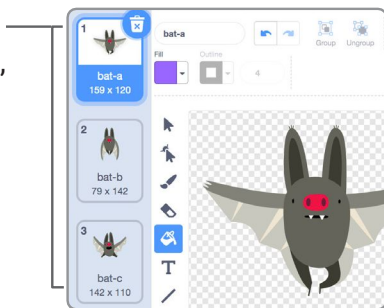 ,
1
bat-a
159 x 120
2
bat-b
79 x 142
3
bat-c
142 x 110
bat-a
Group Ungroup
Fill
Outline
4
T